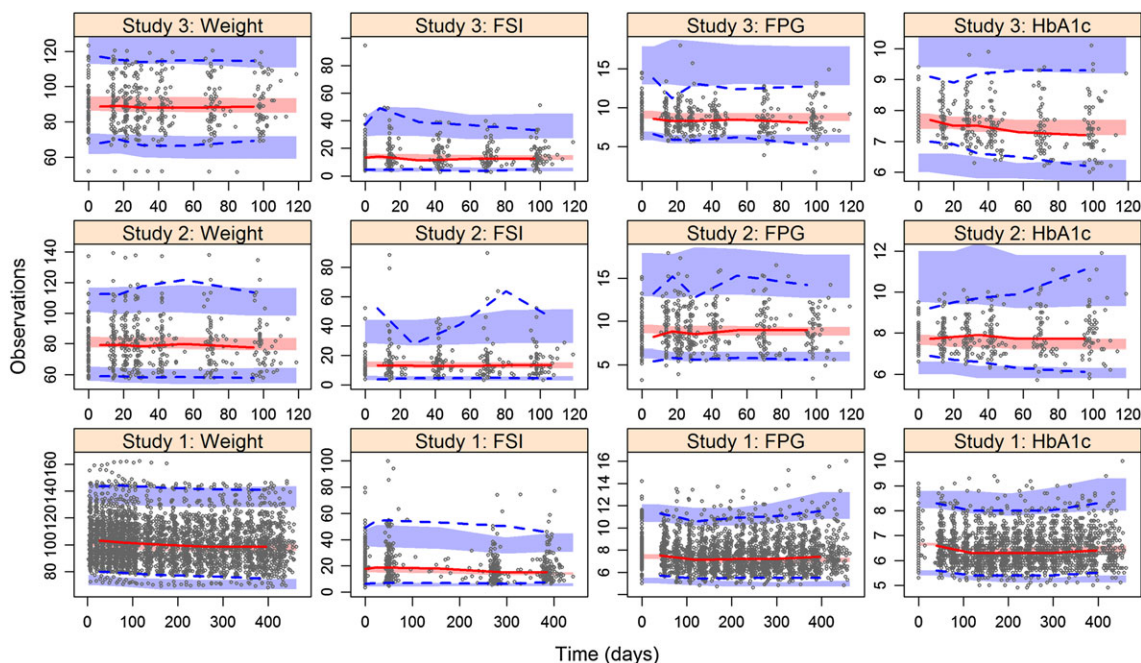 Study 3: Weight
Study 3: FSI
Study 3: FPG
Study 3: HbA1c
60 80 100 120
0 20 40 60 80 100 120
0 20 40 60 80 100
0 20 40 60 80 100 120
5 10 15
0 20 40 60 80 100 120
6 7 8 9 10
0 20 40 60 80 100 120
Study 2: Weight
Study 2: FSI
Study 2: FPG
Study 2: HbA1c
Observations
60 80 100 120 140
0 20 40 60 80 100 120
0 20 40 60 80
0 20 40 60 80 100 120
5 10 15
0 20 40 60 80 100 120
6 8 10 12
0 20 40 60 80 100 120
Study 1: Weight
Study 1: FSI
Study 1: FPG
Study 1: HbA1c
80 100 120 140 160
0 100 200 300 400
0 20 40 60 80 100
0 100 200 300 400
4 6 8 10 12 14 16
0 100 200 300 400
5 6 7 8 9 10
0 100 200 300 400
Time (days)